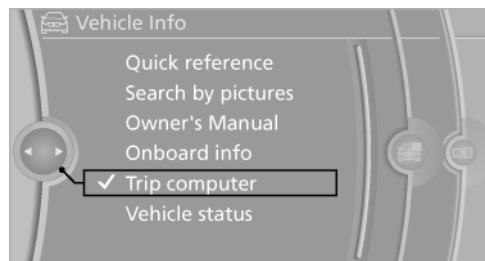 Vehicle Info
Quick reference
Search by pictures
Owner's Manual
Onboard info
✓ Trip computer
Vehicle status